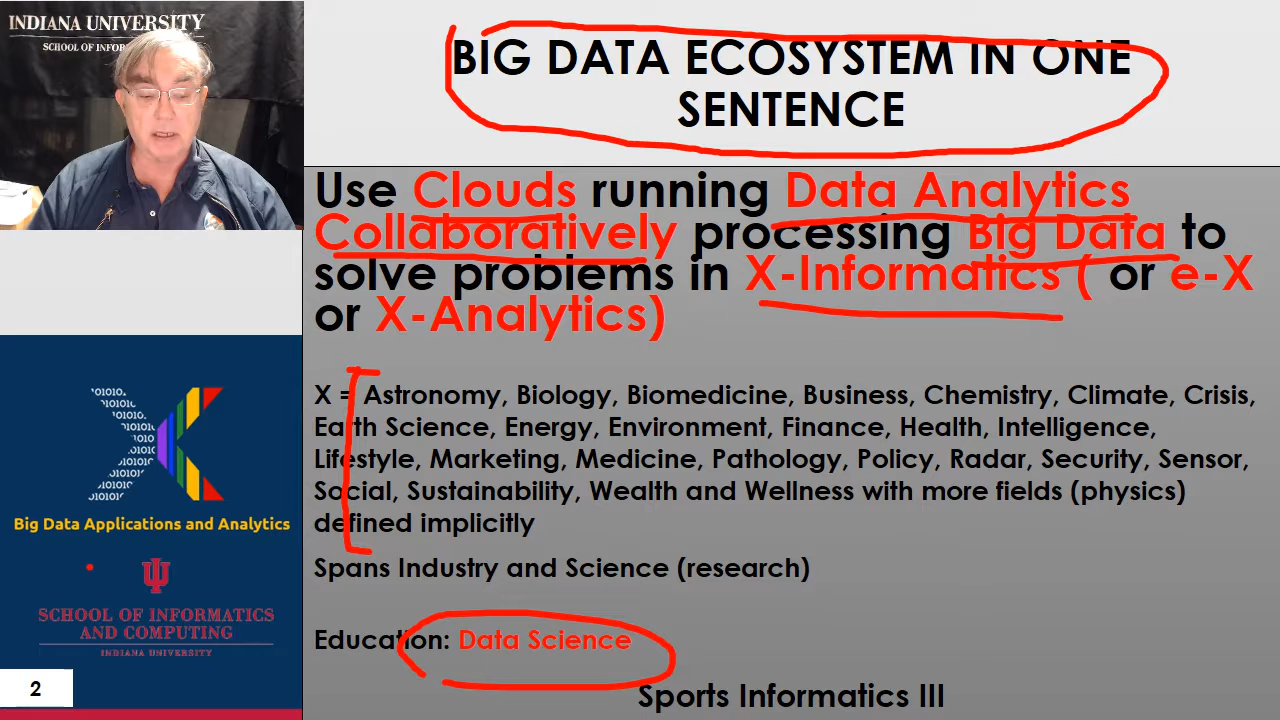 INDIANA UNIVERSITY
SCHOOL OF INFOR
BIG DATA ECOSYSTEM IN ONE
SENTENCE
Use Clouds running Data Analytics
Collaboratively processing Big Data to
solve problems in X-Informatics ( or e-X
or X-Analytics)
X = Astronomy, Biology, Biomedicine, Business, Chemistry, Climate, Crisis,
Earth Science, Energy, Environment, Finance, Health, Intelligence,
Lifestyle, Marketing, Medicine, Pathology, Policy, Radar, Security, Sensor,
Social, Sustainability, Wealth and Wellness with more fields (physics)
defined implicitly
Spans Industry and Science (research)
Education: Data Science
Sports Informatics III
Big Data Applications and Analytics
SCHOOL OF INFORMATICS
AND COMPUTING
INDIANA UNIVERSITY
2